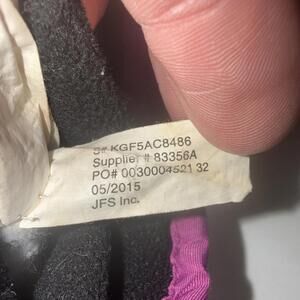 S# KGF5AC8486
Supplier # 83356A
PO# 0030004521 32
05/2015
JFS Inc.